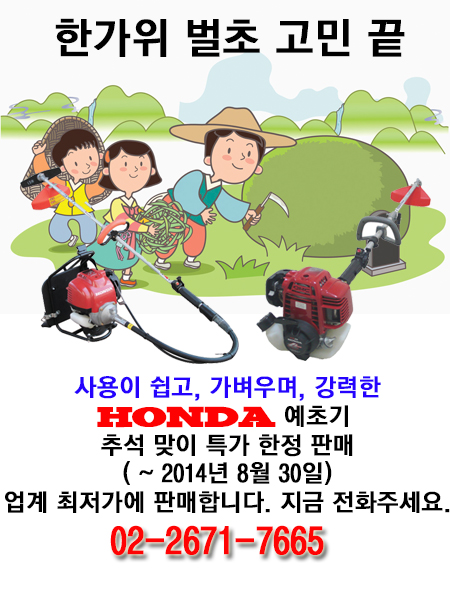 한가위 벌초 고민 끝
사용이 쉽고, 가벼우며, 강력한
HONDA 예초기
추석 맞이 특가 한정 판매
( ~ 2014년 8월 30일)
업계 최저가에 판매합니다. 지금 전화주세요.
02-2671-7665